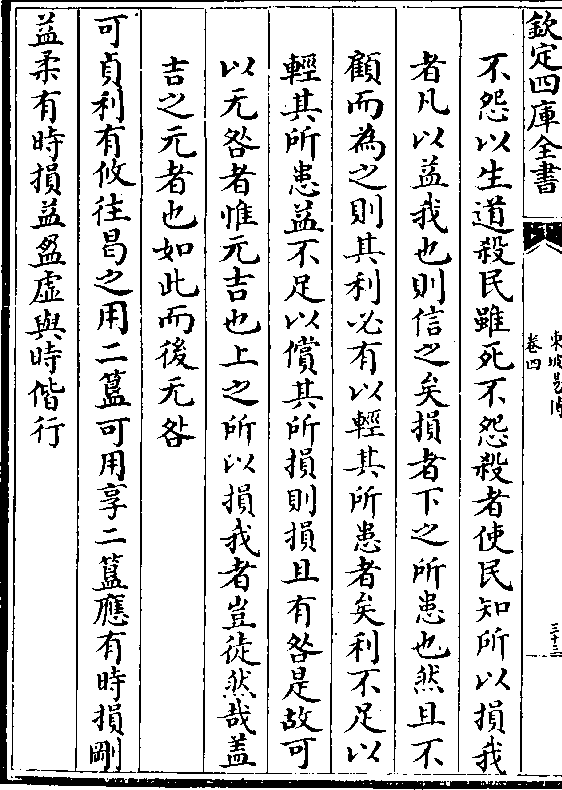 欽定四庫全書
東坡易傳
卷四
三十三
不怨以生道殺民雖死不怨殺者使民知所以損我
者凡以益我也則信之矣損者下之所患也然且不
顧而為之則其利必有以輕其所患者矣利不足以
輕其所患益不足以償其所損則損且有咎是故可
以无咎者惟元吉也上之所以損我者豈徒然哉盖
吉之元者也如此而後无咎
可貞利有攸往曷之用二簋可用享二簋應有時損剛
益柔有時損益盈虛與時偕行